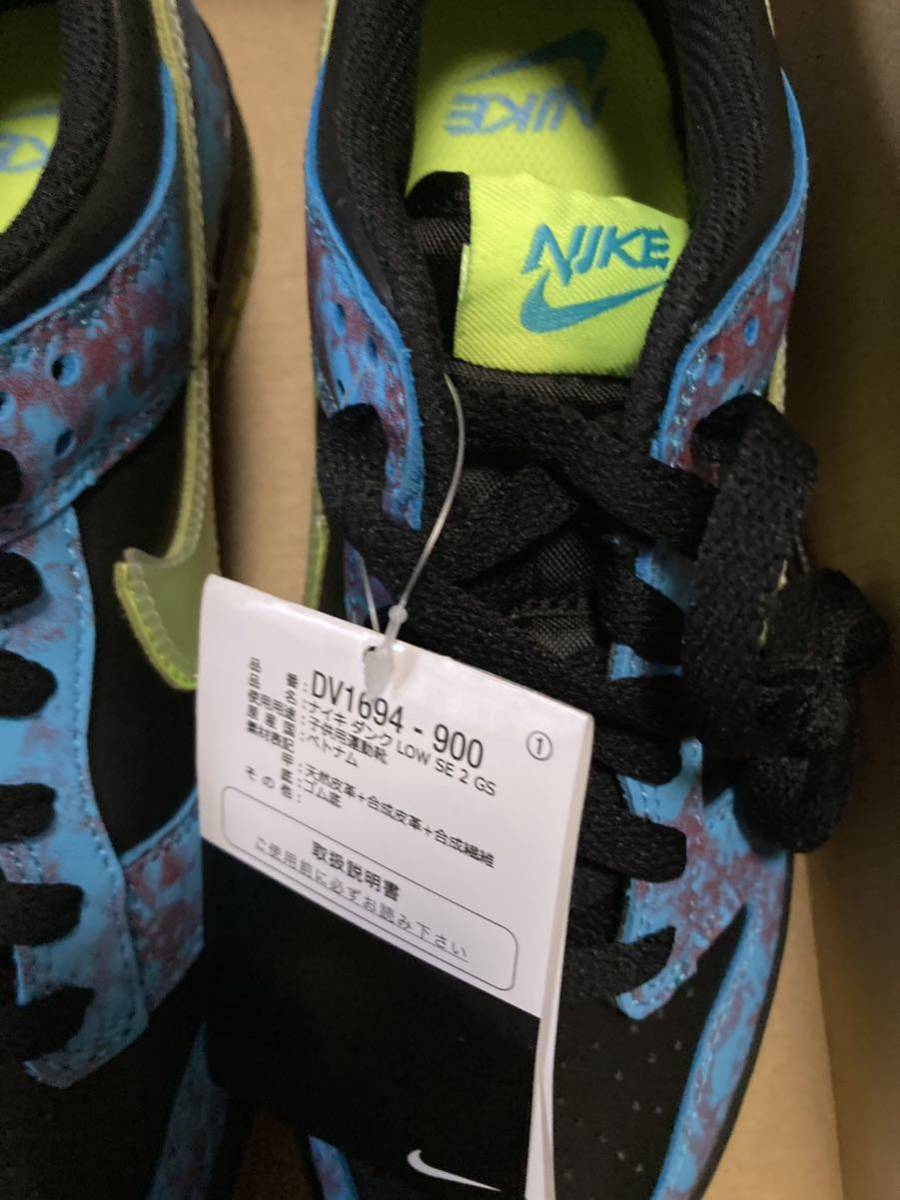 NIKE
NIKE
品番:DV1694-900
品名:ナイキ ダンク LOW SE 2 GS
使用用途:子供用運動靴
原産国:ベトナム
素材表記
甲:天然皮革+合成皮革+合成繊維
底:ゴム底
その他:
①
取扱説明書
ご使用前に必ずお読み下さい